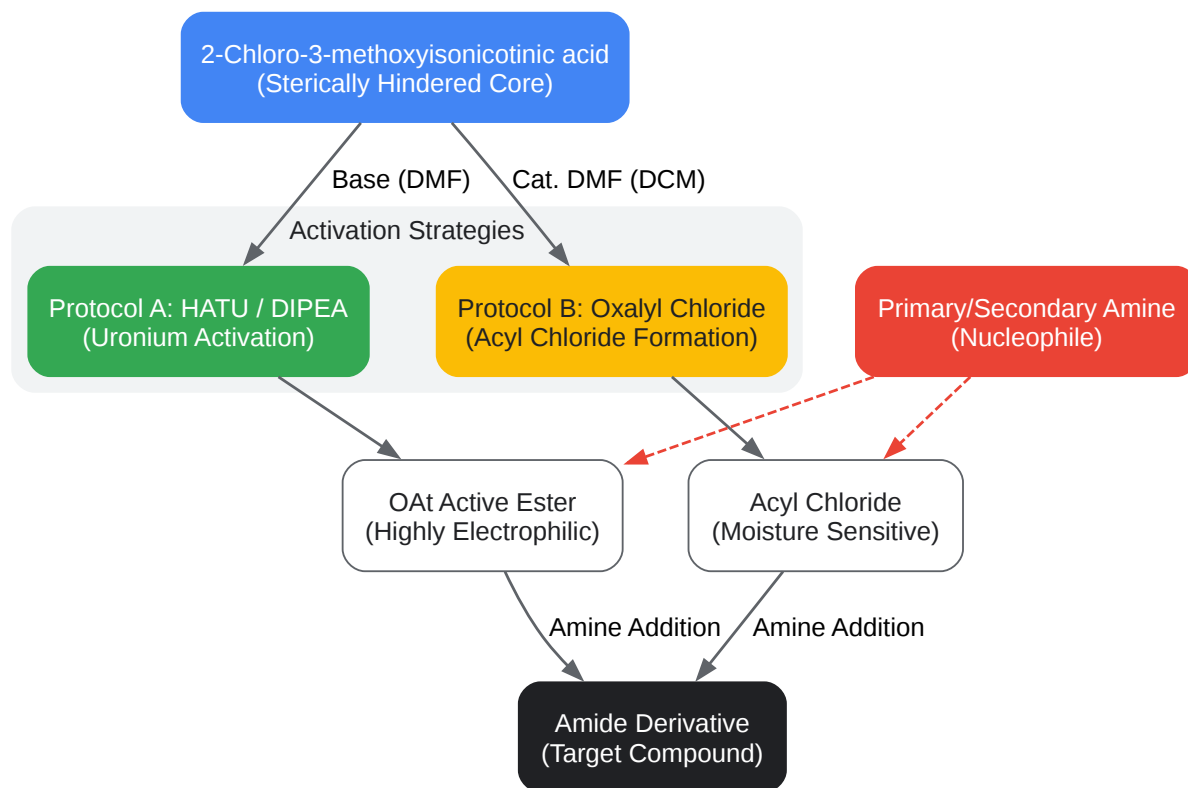 2-Chloro-3-methoxyisonicotinic acid
(Sterically Hindered Core)
Base (DMF)
Cat. DMF (DCM)
Activation Strategies
Protocol A: HATU / DIPEA
(Uronium Activation)
Protocol B: Oxalyl Chloride
(Acyl Chloride Formation)
Primary/Secondary Amine
(Nucleophile)
OAt Active Ester
(Highly Electrophilic)
Acyl Chloride
(Moisture Sensitive)
Amine Addition
Amine Addition
Amide Derivative
(Target Compound)